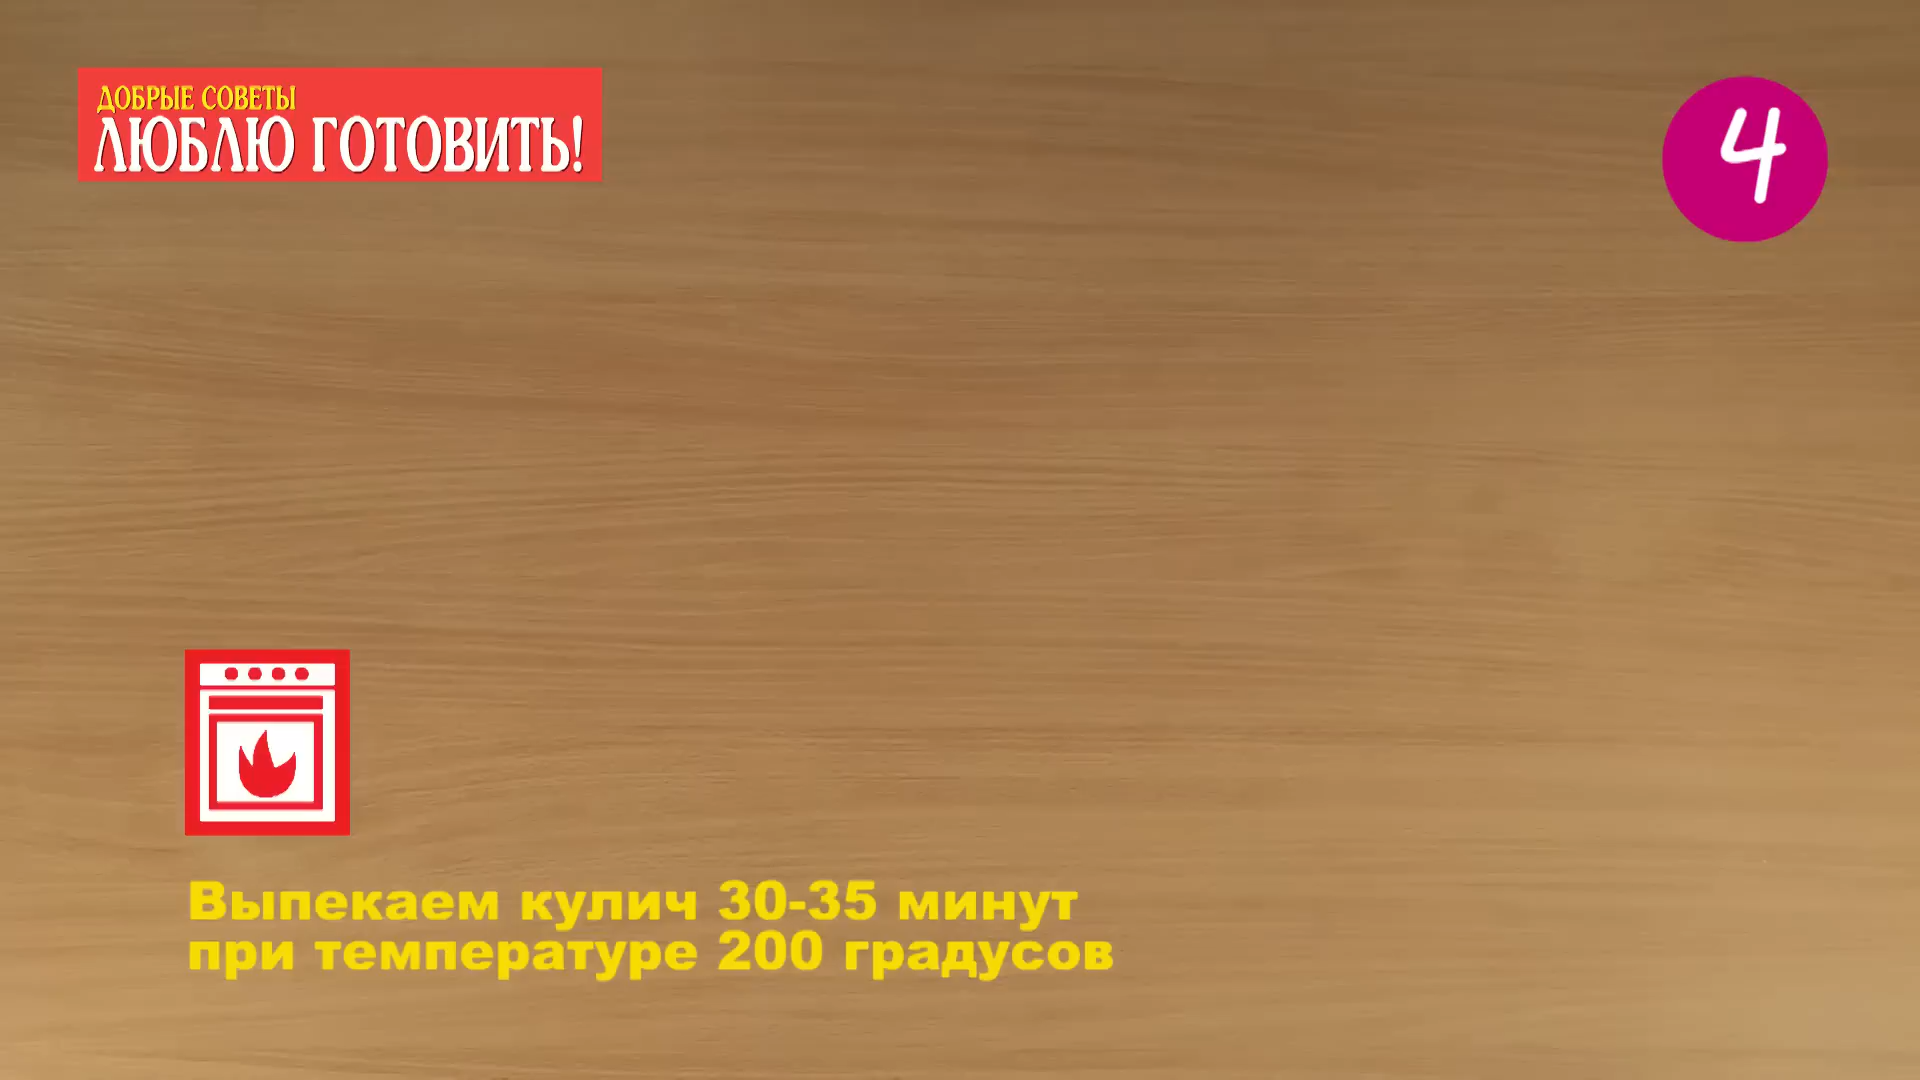 ДОБРЫЕ СОВЕТЫ
ЛЮБЛЮ ГОТОВИТЬ!
4
Выпекаем кулич 30-35 минут
при температуре 200 градусов